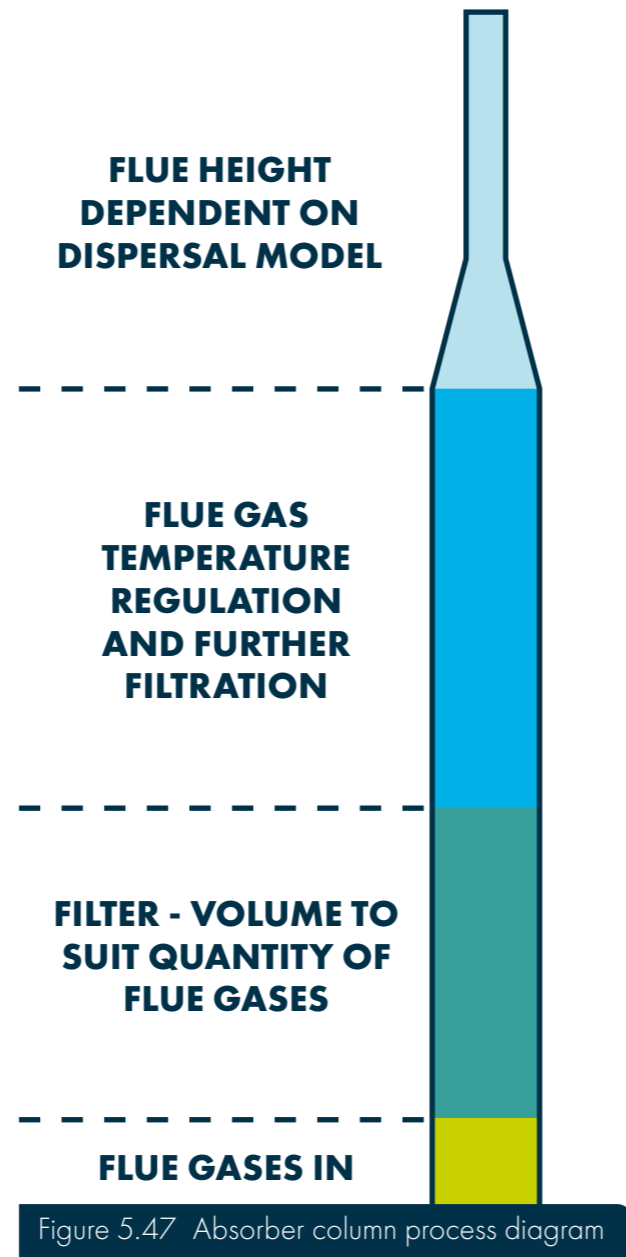 FLUE HEIGHT
DEPENDENT ON
DISPERSAL MODEL
FLUE GAS
TEMPERATURE
REGULATION
AND FURTHER
FILTRATION
FILTER - VOLUME TO
SUIT QUANTITY OF
FLUE GASES
FLUE GASES IN
Figure 5.47 Absorber column process diagram